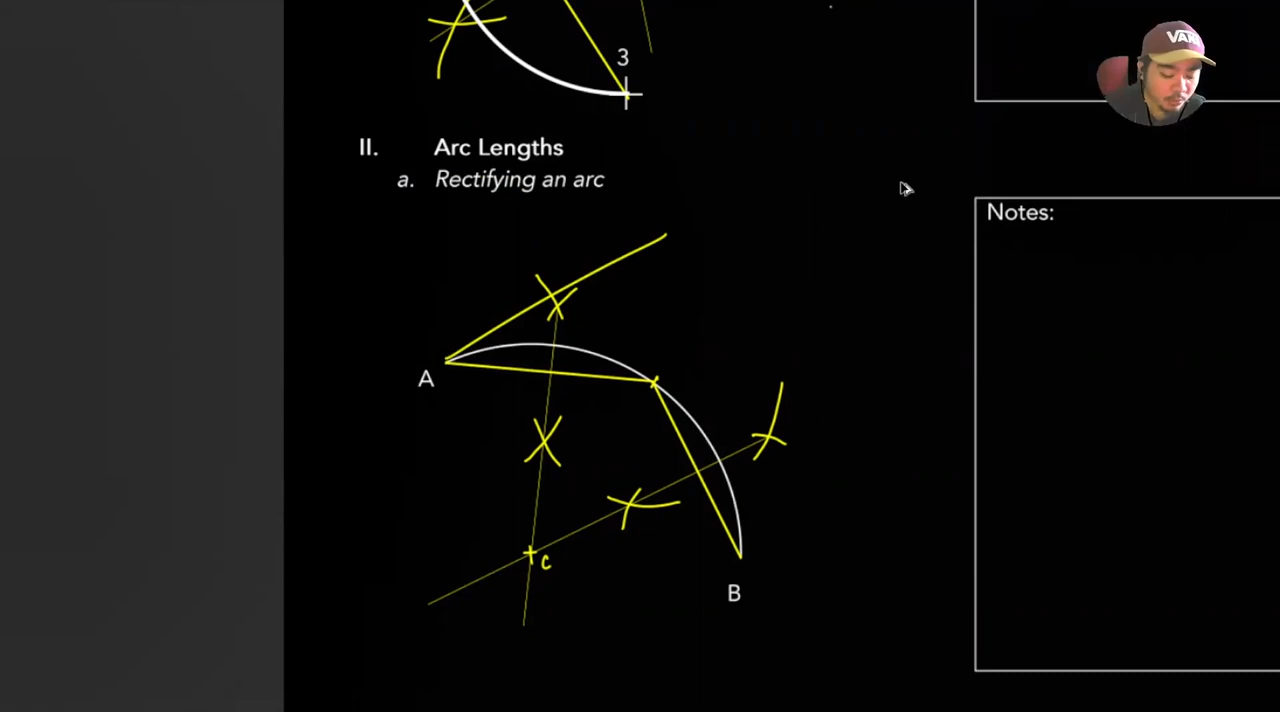 VANS
3
II. Arc Lengths
a. Rectifying an arc
Notes:
A
c
B